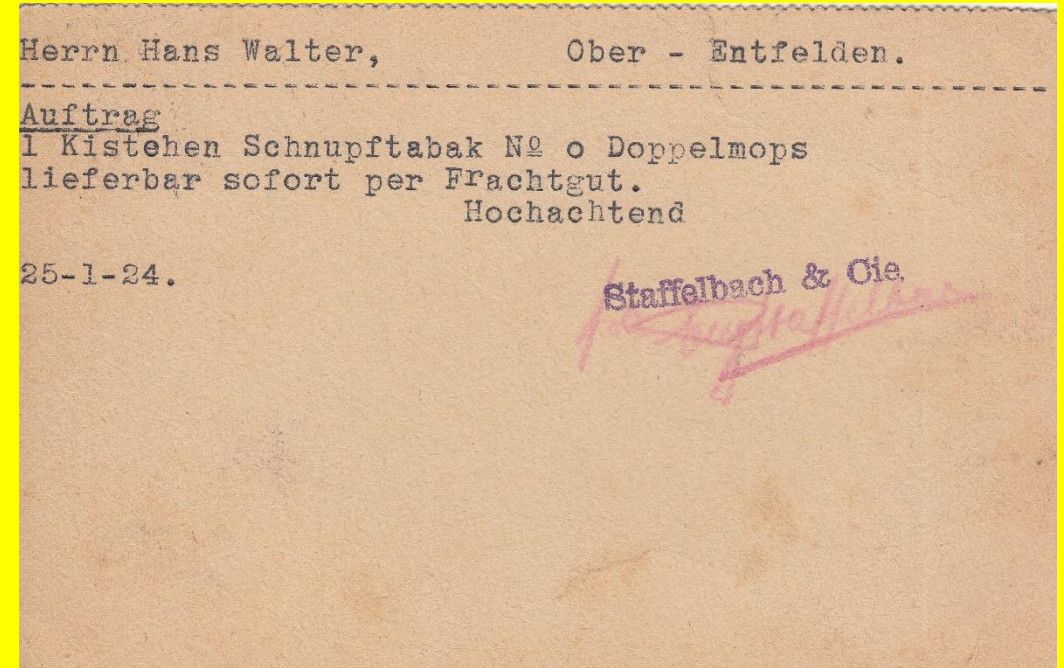 Herrn Hans Walter, Ober - Entfelden.
Auftrag
1 Kistehen Schnupftabak Nº o Doppelmops
lieferbar sofort per Frachtgut.
Hochachtend
25-1-24.
Staffelbach & Cie.